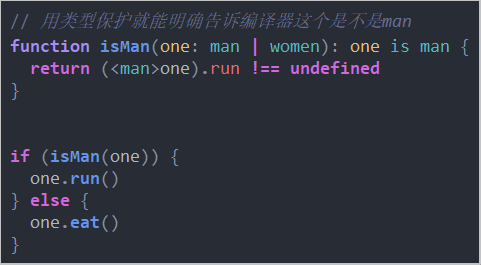 // 用类型保护就能明确告诉编译器这个是不是man
function isMan(one: man | women): one is man {
  return (<man>one).run !== undefined
}
if (isMan(one)) {
  one.run()
} else {
  one.eat()
}